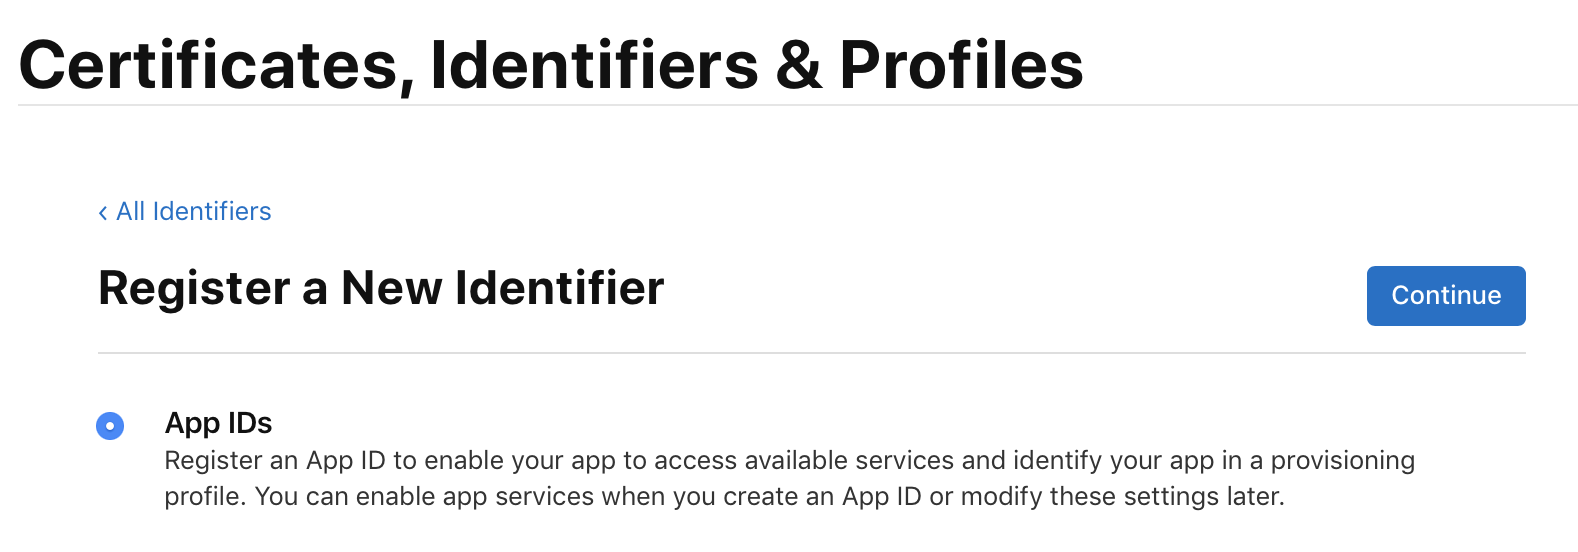 Certificates, Identifiers & Profiles
‹ All Identifiers
Register a New Identifier
Continue
App IDs
Register an App ID to enable your app to access available services and identify your app in a provisioning
profile. You can enable app services when you create an App ID or modify these settings later.